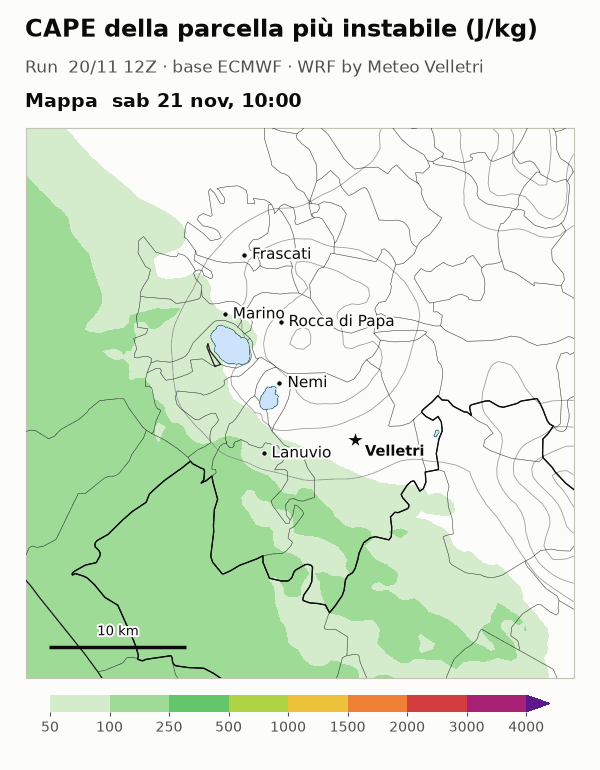 CAPE della parcella più instabile (J/kg)
Run  20/11 12Z · base ECMWF · WRF by Meteo Velletri
Mappa  sab 21 nov, 10:00
Frascati
Marino
Rocca di Papa
Nemi
Velletri
Lanuvio
10 km
50 100 250 500 1000 1500 2000 3000 4000